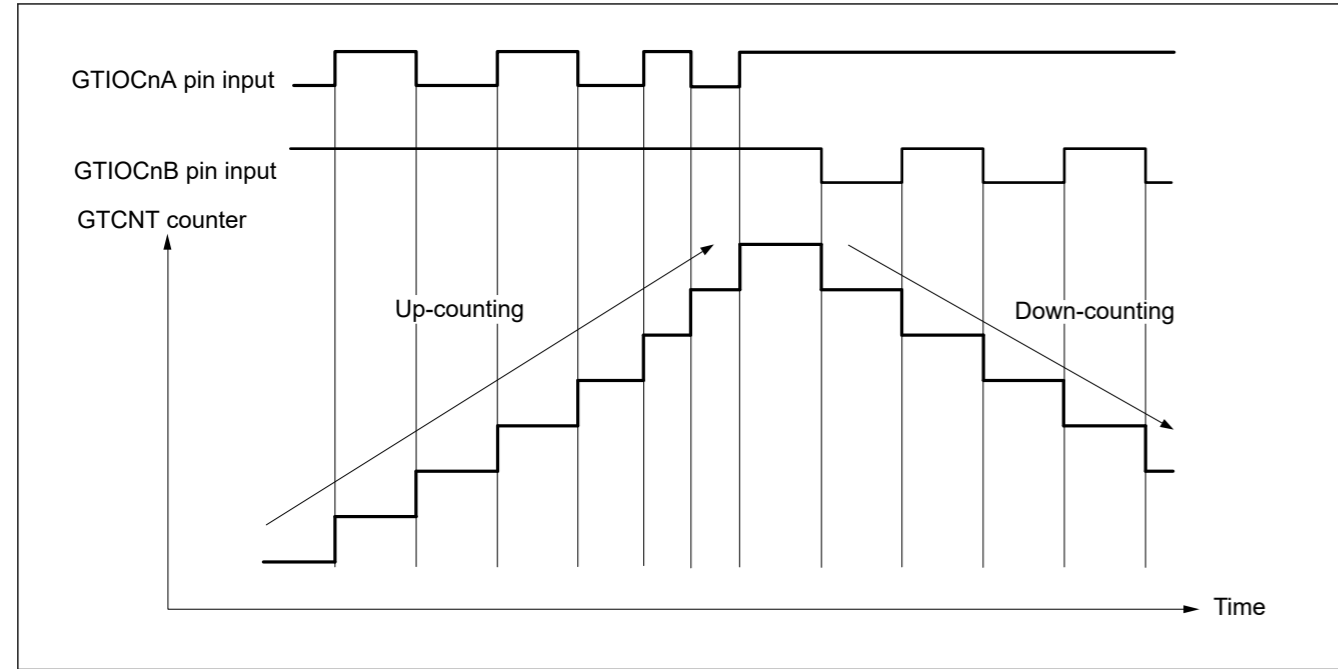 GTIOCnA pin input
GTIOCnB pin input
GTCNT counter
Up-counting
Down-counting
Time